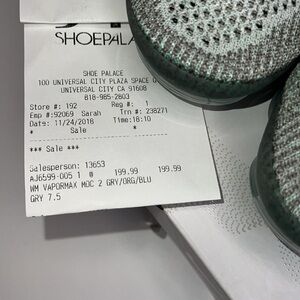 SHOEPALA
SHOE PALACE
100 UNIVERSAL CITY PLAZA SPACE
UNIVERSAL CITY CA 91608
818-985-2803
Store #: 192 Reg #: 1
Emp #:92069 Sarah Trn #: 238271
Date: 11/24/2018 Time:18:10
* Sale *
*** Sale ***
Salesperson: 13653
AJ6599-005 1 @ 199.99 199.99
WM VAPORMAX MOC 2 GRY/ORG/BLU
GRY 7.5